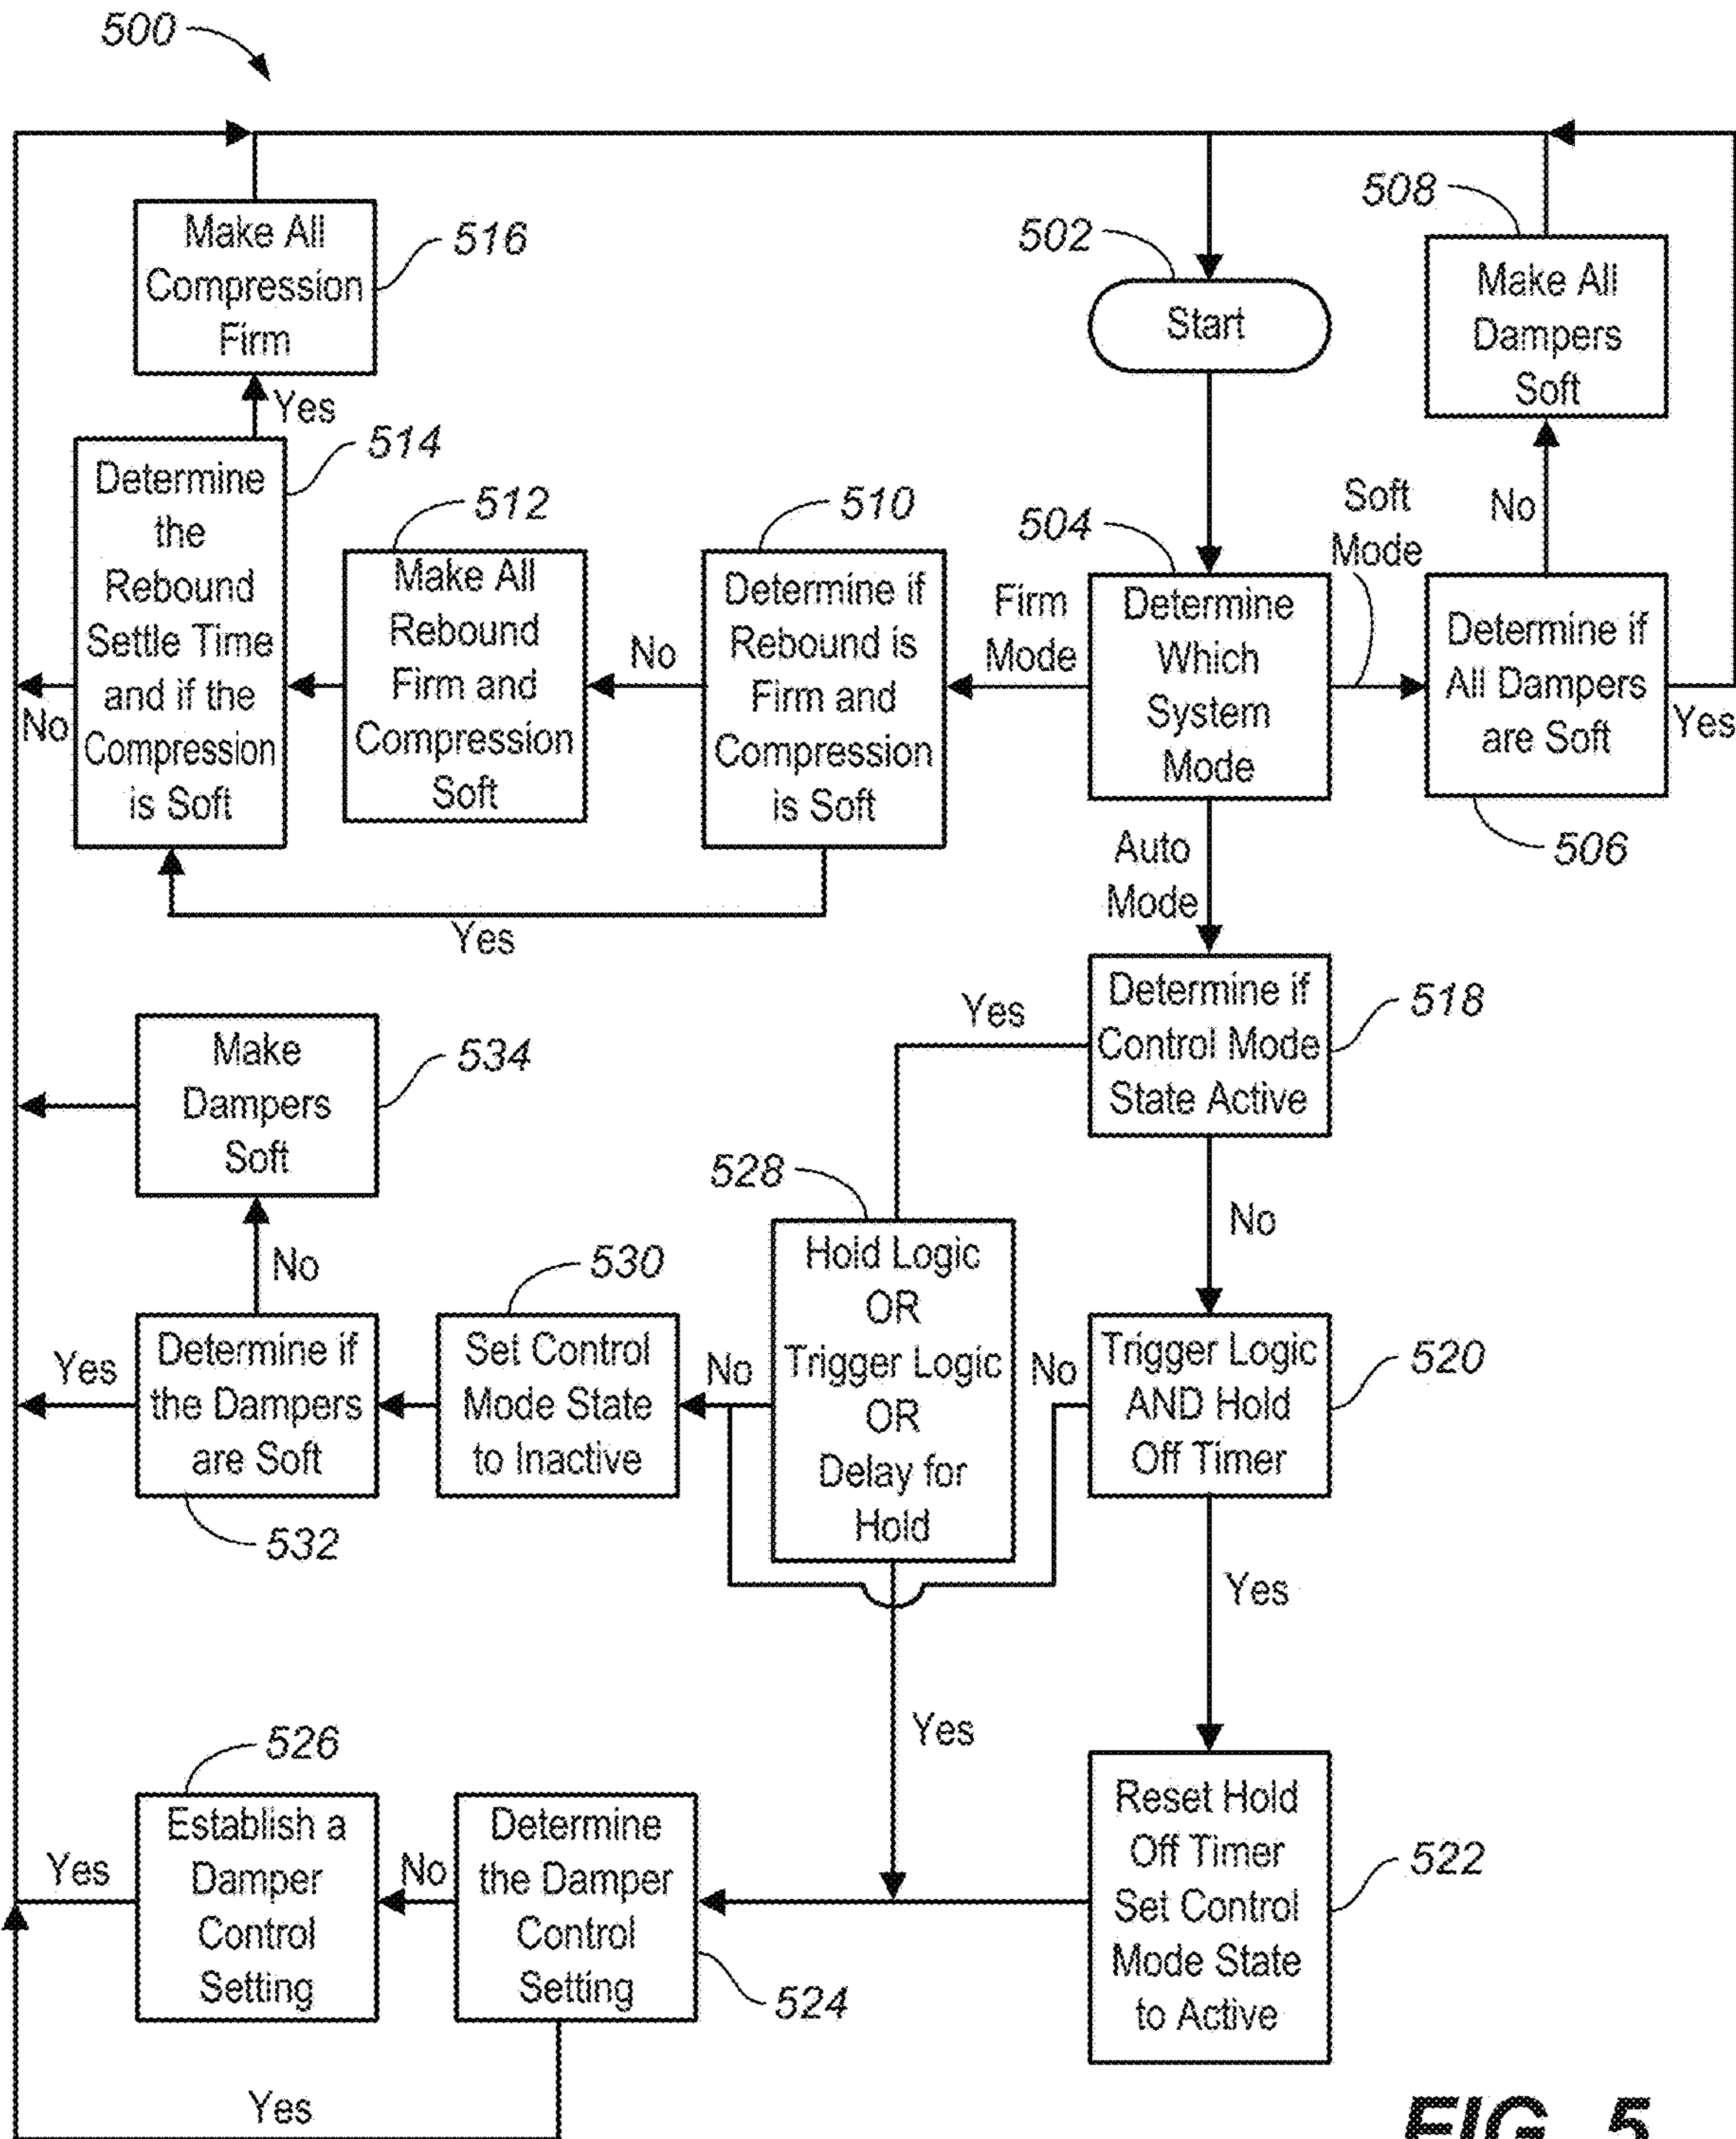 500
Make All
Compression
Firm
516
502
Start
508
Make All
Dampers
Soft
Yes
514
Determine
the
Rebound
Settle Time
and if the
Compression
is Soft
No
512
Make All
Rebound
Firm and
Compression
Soft
No
510
Determine if
Rebound is
Firm and
Compression
is Soft
Yes
Firm
Mode
504
Determine
Which
System
Mode
Soft
Mode
No
Determine if
All Dampers
are Soft
Yes
506
Auto
Mode
Determine if
Control Mode
State Active
518
Yes
No
Make
Dampers
Soft
534
No
Yes
Determine if
the Dampers
are Soft
532
530
Set Control
Mode State
to Inactive
No
528
Hold Logic
OR
Trigger Logic
OR
Delay for
Hold
No
Trigger Logic
AND Hold
Off Timer
520
Yes
Yes
526
Yes
Establish a
Damper
Control
Setting
No
Determine
the Damper
Control
Setting
524
Reset Hold
Off Timer
Set Control
Mode State
to Active
522
Yes
FIG. 5